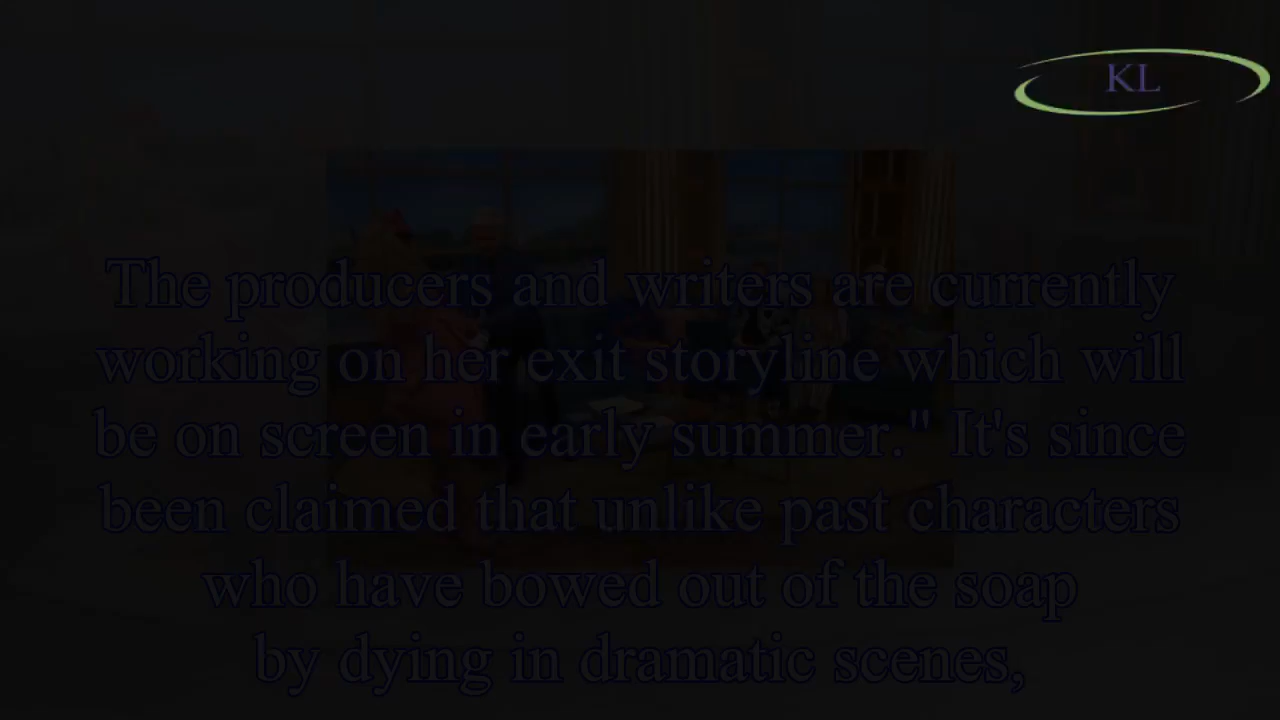 KL
The producers and writers are currently
working on her exit storyline which will
be on screen in early summer." It's since
been claimed that unlike past characters
who have bowed out of the soap
by dying in dramatic scenes,